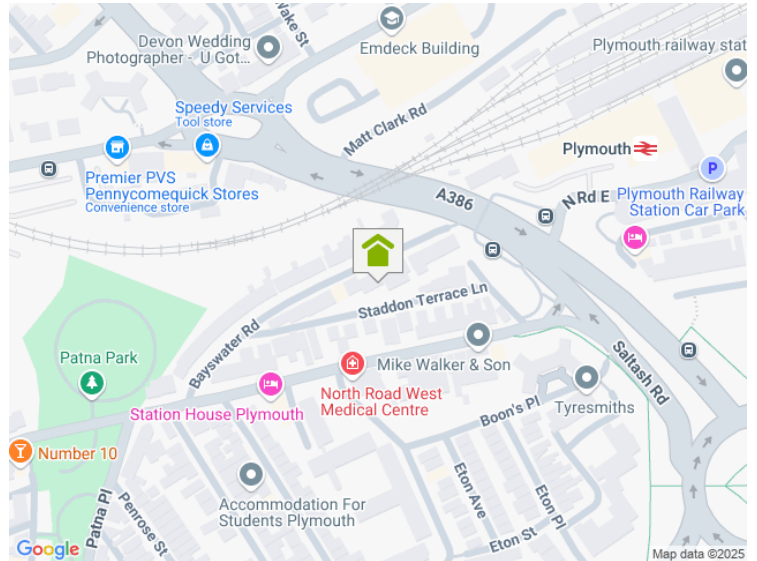 Wake St
Devon Wedding
Photographer - U Got...
Emdeck Building
Plymouth railway stat
Speedy Services
Tool store
Matt Clark Rd
Plymouth
Premier PVS
Pennycomequick Stores
Convenience store
A386
N Rd E
P
Plymouth Railway
Station Car Park
Staddon Terrace Ln
Bayswater Rd
Patna Park
Mike Walker & Son
Saltash Rd
North Road West
Medical Centre
Station House Plymouth
Boon's Pl
Tyresmiths
Number 10
Eton Ave
Eton Pl
Accommodation For
Students Plymouth
Patna Pl
Penrose St
Eton St
Google
Map data ©2025